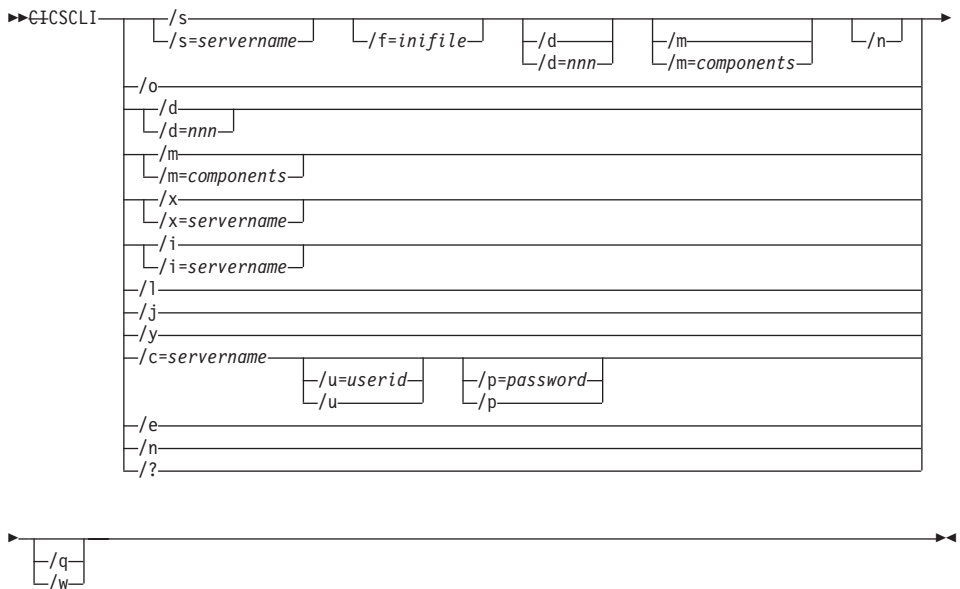 CICSCLI /s
/s=servername /f=inifile /d /m /n
/d=nnn /m=components
/o
/d
/d=nnn
/m
/m=components
/x
/x=servername
/i
/i=servername
/l
/j
/y
/c=servername
/u=userid /p=password
/u /p
/e
/n
/?
/q
/w